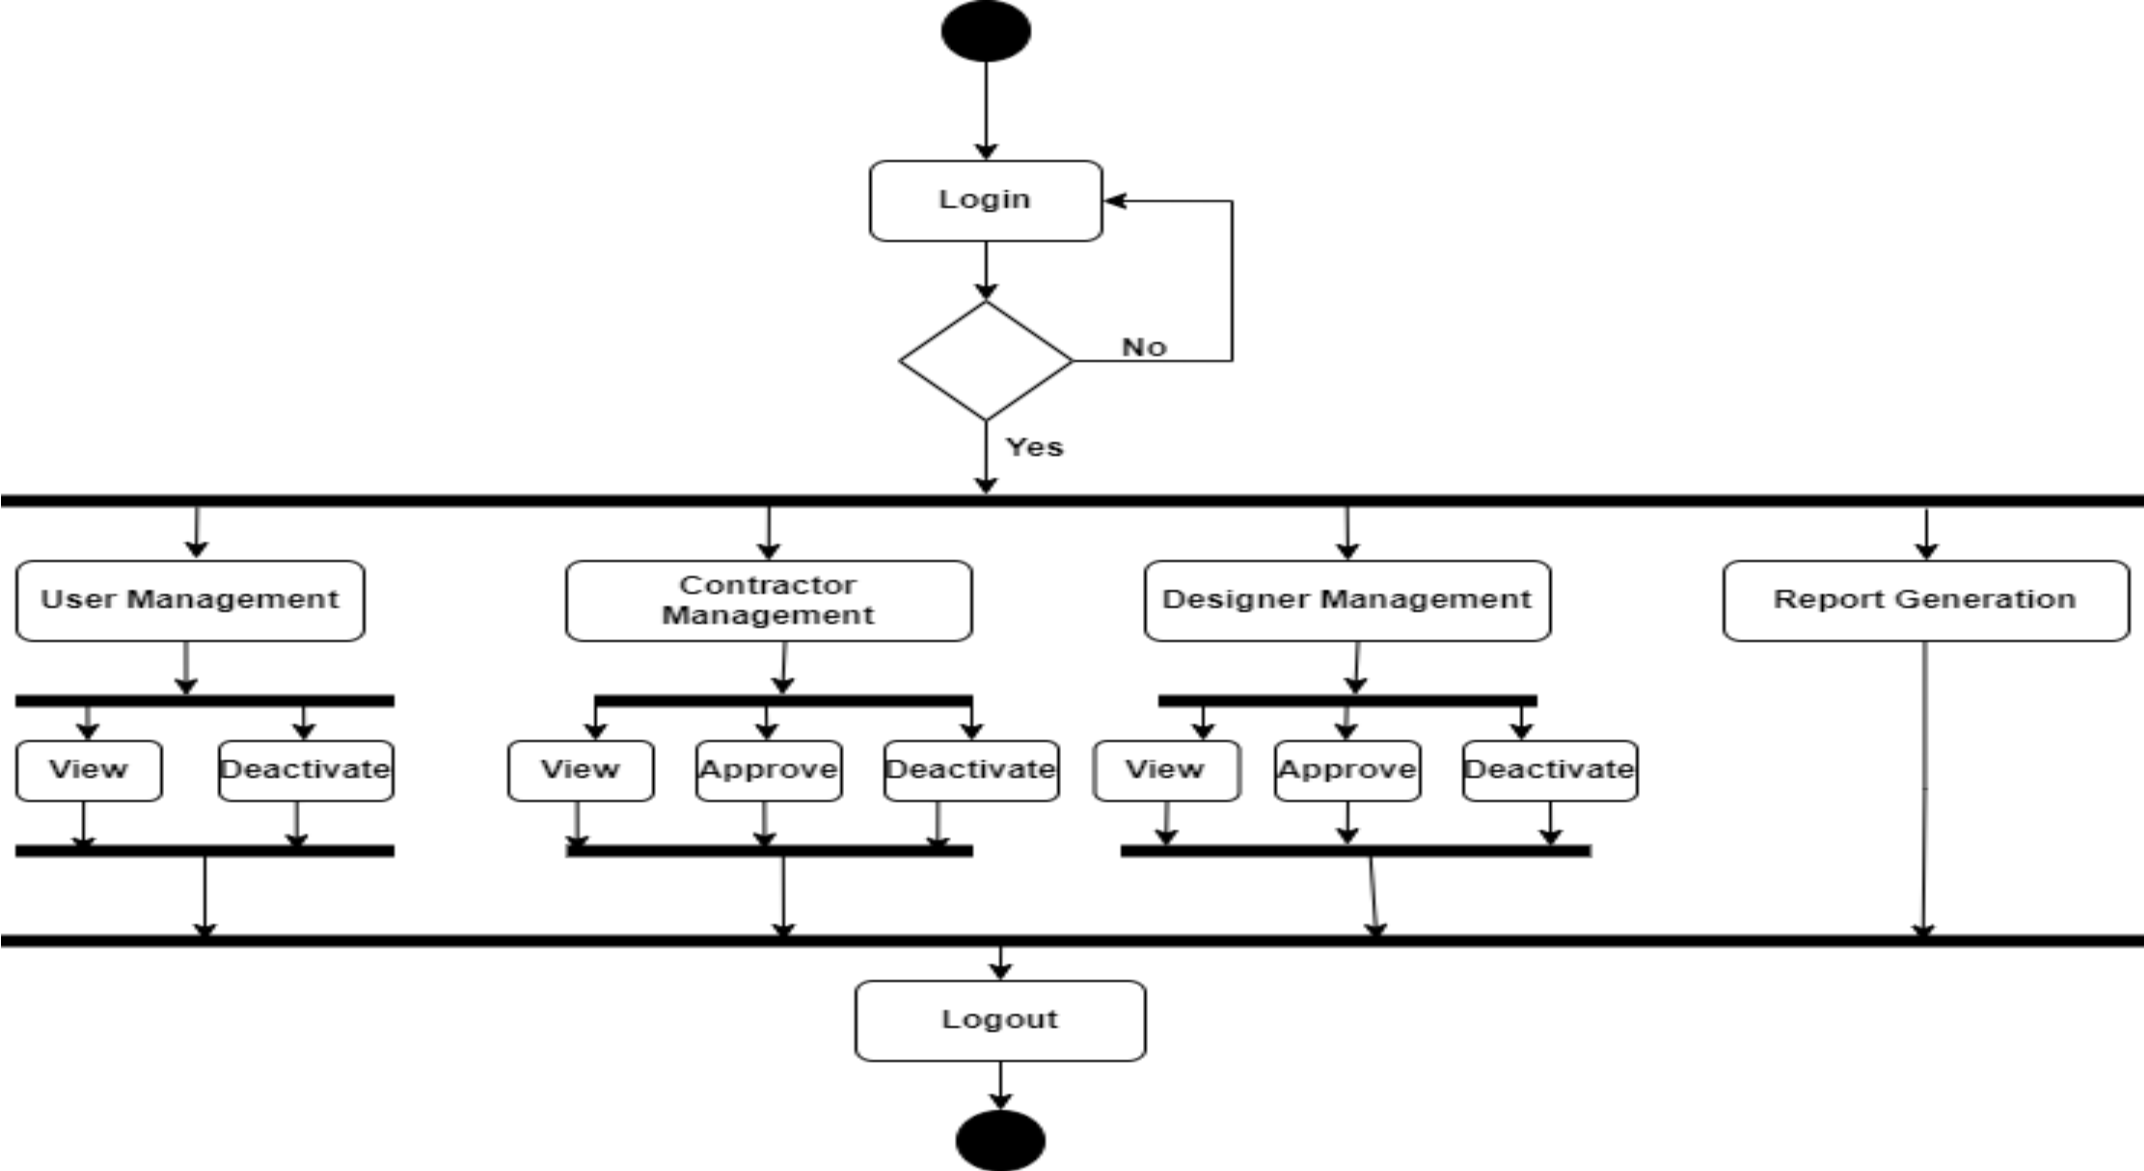 Login
No
Yes
User Management
Contractor
Management
Designer Management
Report Generation
View
Deactivate
View
Approve
Deactivate
View
Approve
Deactivate
Logout